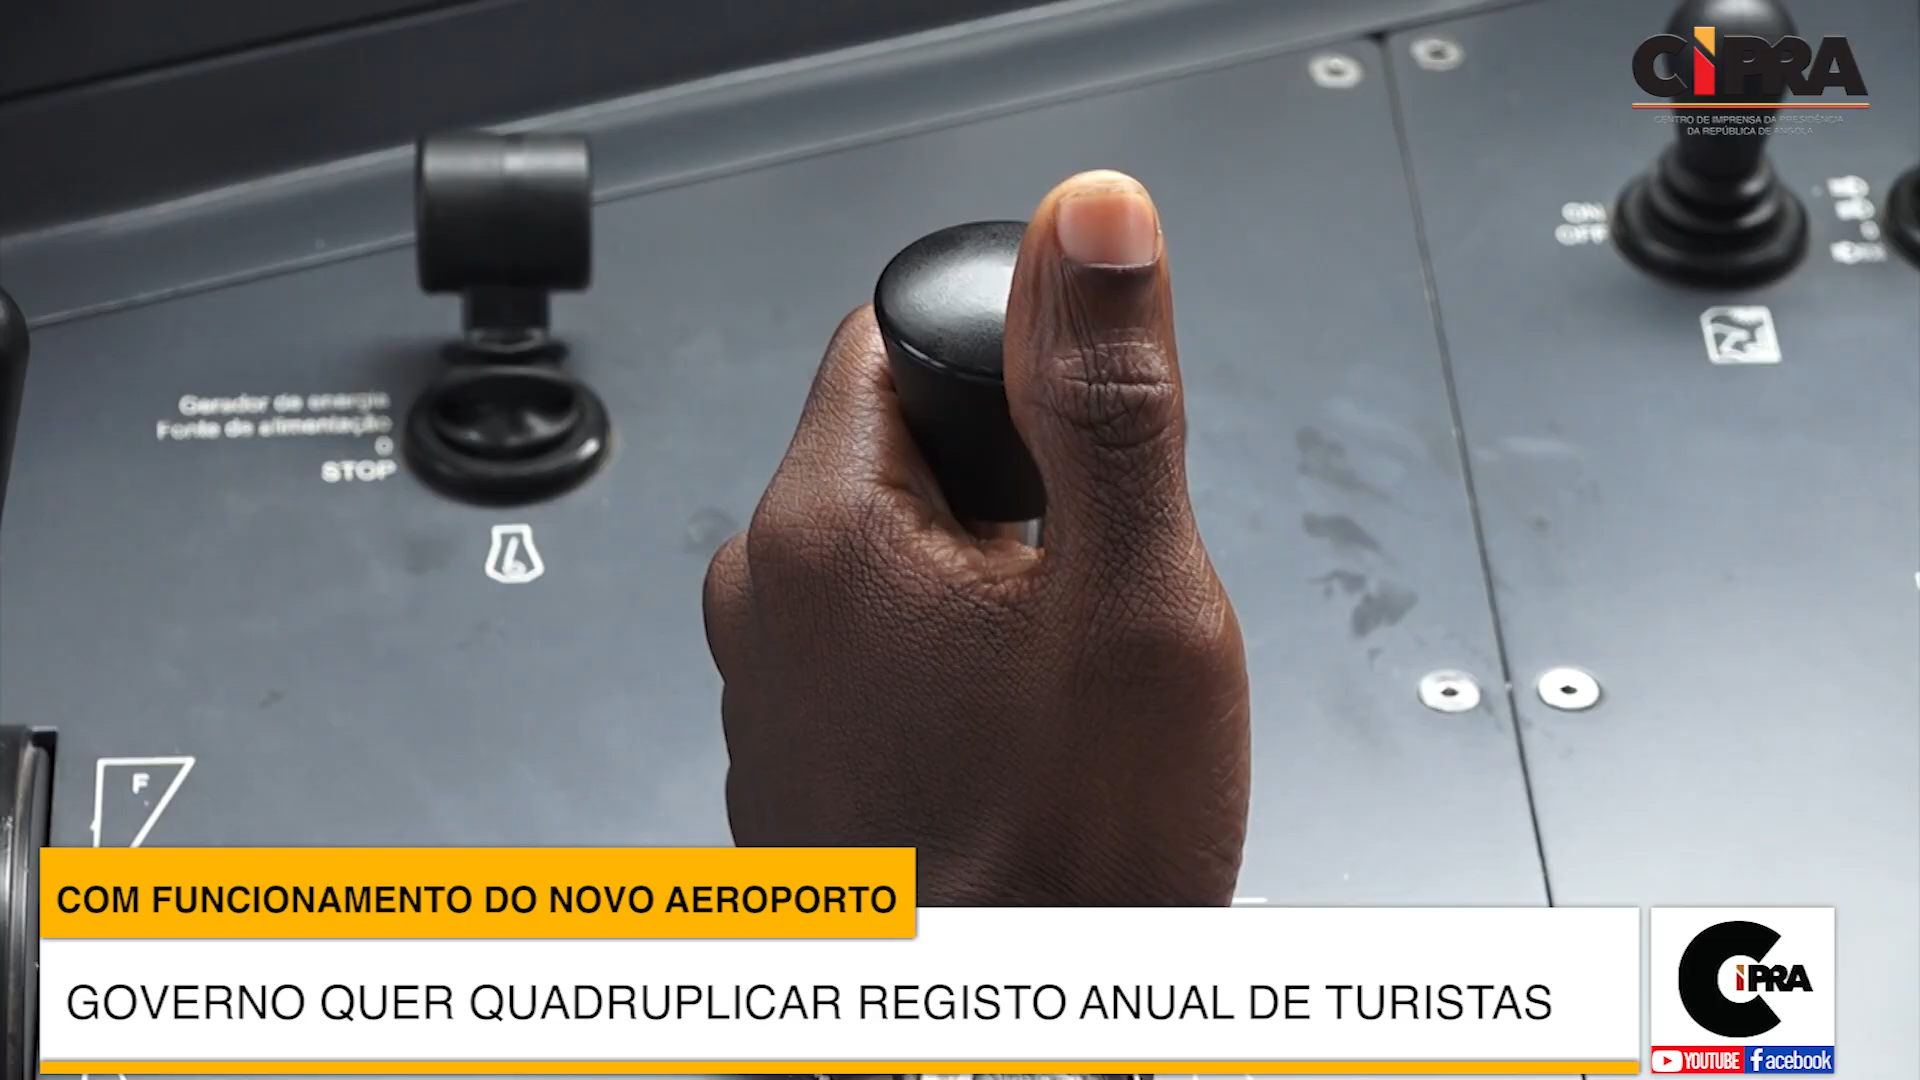 CIPRA
CENTRO DE IMPRENSA DA PRESIDÊNCIA
DA REPÚBLICA DE ANGOLA
ON
OFF
Gerador de energia
Fonte de alimentação
0
STOP
F
COM FUNCIONAMENTO DO NOVO AEROPORTO
GOVERNO QUER QUADRUPLICAR REGISTO ANUAL DE TURISTAS
CIPRA
YOUTUBE facebook